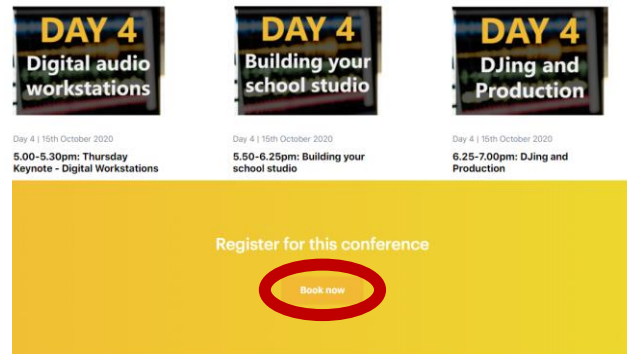 DAY 4
Digital audio
workstations
DAY 4
Building your
school studio
DAY 4
DJing and
Production
Day 4 | 15th October 2020
5.00-5.30pm: Thursday
Keynote - Digital Workstations
Day 4 | 15th October 2020
5.50-6.25pm: Building your
school studio
Day 4 | 15th October 2020
6.25-7.00pm: DJing and
Production
Register for this conference
Book now